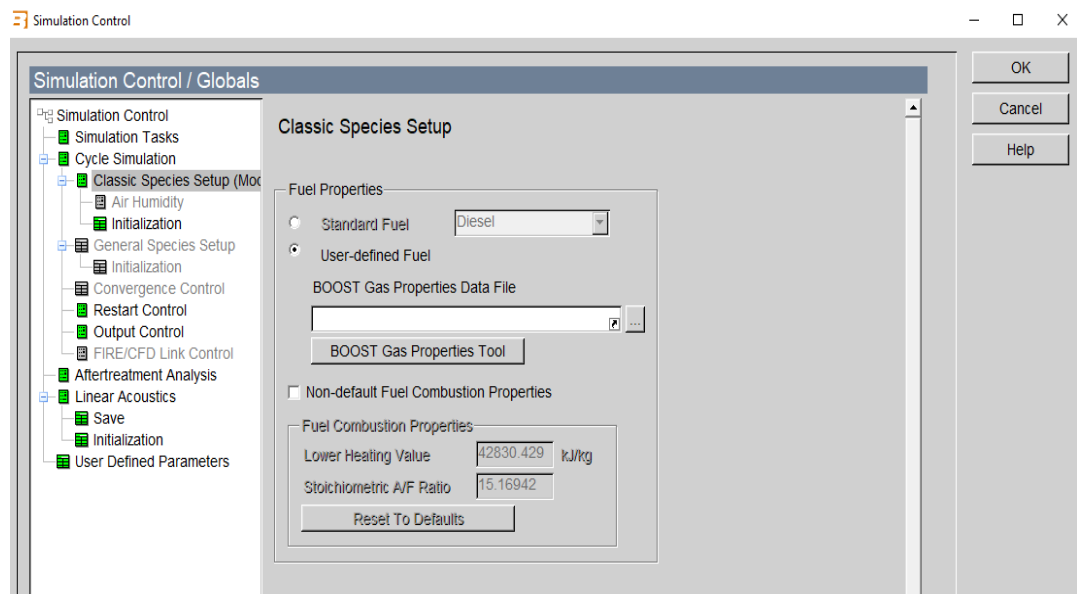 Simulation Control
OK
Cancel
Help
Simulation Control / Globals
Simulation Control
Simulation Tasks
Cycle Simulation
Classic Species Setup (Mod
Air Humidity
Initialization
General Species Setup
Initialization
Convergence Control
Restart Control
Output Control
FIRE/CFD Link Control
Aftertreatment Analysis
Linear Acoustics
Save
Initialization
User Defined Parameters
Classic Species Setup
Fuel Properties
Standard Fuel Diesel
User-defined Fuel
BOOST Gas Properties Data File
...
BOOST Gas Properties Tool
Non-default Fuel Combustion Properties
Fuel Combustion Properties
Lower Heating Value 42830.429 kJ/kg
Stoichiometric A/F Ratio 15.16942
Reset To Defaults